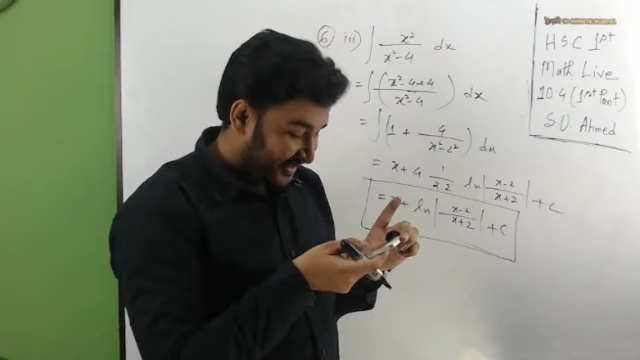 6 iii) ∫ x²/(x²-4) dx
= ∫ ( (x²-4+4)/(x²-4) ) dx
= ∫ ( 1 + 4/(x²-2²) ) dx
= x + 4 1/(2.2) ln |(x-2)/(x+2)| + c
= + ln |(x-2)/(x+2)| + c
HSC 1st
Math Live
10.4 (1st Part)
S.U. Ahmed